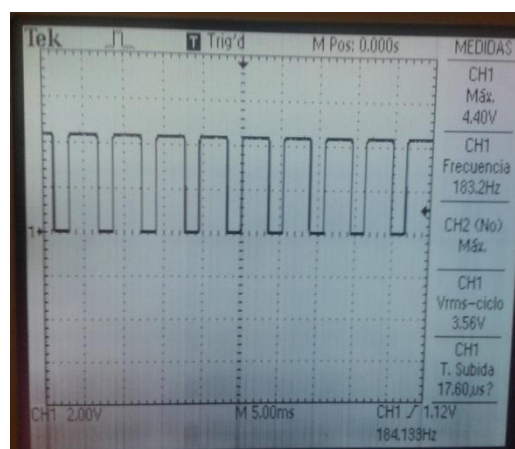 Tek T Trig'd M Pos: 0.000s MEDIDAS
CH1
Máx.
4.40V
CH1
Frecuencia
183.2Hz
CH2 (No)
Máx.
CH1
Vrms-ciclo
3.56V
CH1
T. Subida
17.60µs?
1
CH1 2.00V M 5.00ms CH1 1.12V
184.133Hz